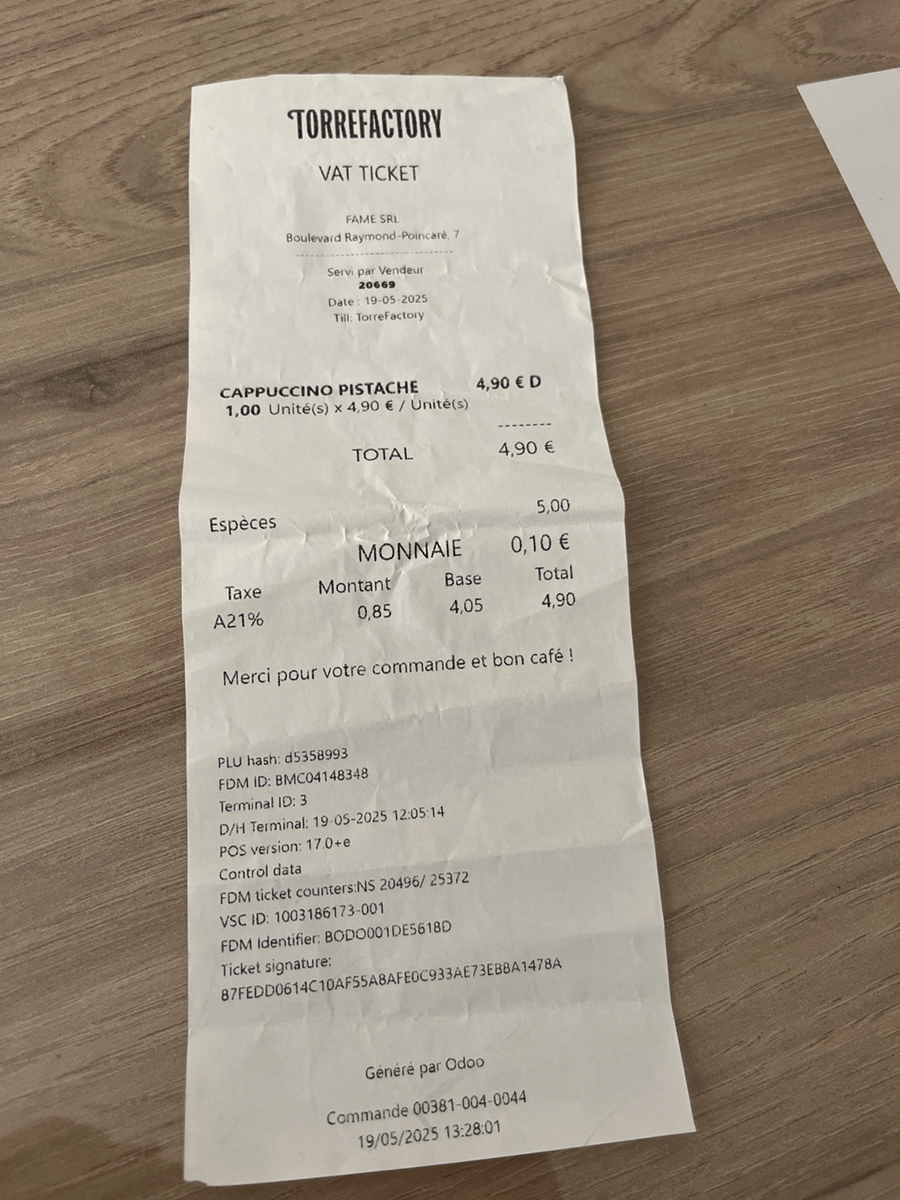 TORREFACTORY
VAT TICKET
FAME SRL
Boulevard Raymond-Poincaré, 7
--------------------------------
Servi par Vendeur
20669
Date : 19-05-2025
Till: TorreFactory
CAPPUCCINO PISTACHE 4,90 € D
1,00 Unité(s) x 4,90 € / Unité(s)
--------
TOTAL 4,90 €
Espèces 5,00
MONNAIE 0,10 €
Taxe Montant Base Total
A21% 0,85 4,05 4,90
Merci pour votre commande et bon café !
PLU hash: d5358993
FDM ID: BMC04148348
Terminal ID: 3
D/H Terminal: 19-05-2025 12:05:14
POS version: 17.0+e
Control data
FDM ticket counters:NS 20496/ 25372
VSC ID: 1003186173-001
FDM Identifier: BODO001DE5618D
Ticket signature:
87FEDD0614C10AF55A8AFE0C933AE73EB8A1478A
Généré par Odoo
Commande 00381-004-0044
19/05/2025 13:28:01